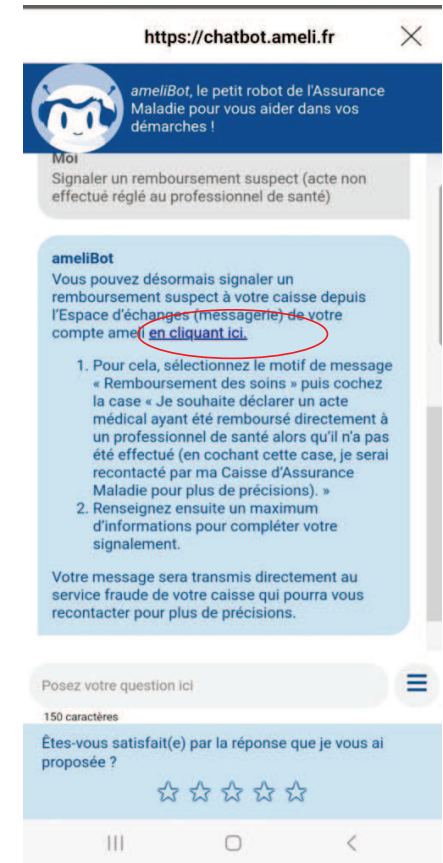 https://chatbot.ameli.fr
ameliBot, le petit robot de l'Assurance
Maladie pour vous aider dans vos
démarches !
Moi
Signaler un remboursement suspect (acte non
effectué réglé au professionnel de santé)
ameliBot
Vous pouvez désormais signaler un
remboursement suspect à votre caisse depuis
l'Espace d'échanges (messagerie) de votre
compte ameli en cliquant ici.
1. Pour cela, sélectionnez le motif de message
« Remboursement des soins » puis cochez
la case « Je souhaite déclarer un acte
médical ayant été remboursé directement à
un professionnel de santé alors qu'il n'a pas
été effectué (en cochant cette case, je serai
recontacté par ma Caisse d'Assurance
Maladie pour plus de précisions). »
2. Renseignez ensuite un maximum
d'informations pour compléter votre
signalement.
Votre message sera transmis directement au
service fraude de votre caisse qui pourra vous
recontacter pour plus de précisions.
Posez votre question ici
150 caractères
Êtes-vous satisfait(e) par la réponse que je vous ai
proposée ?